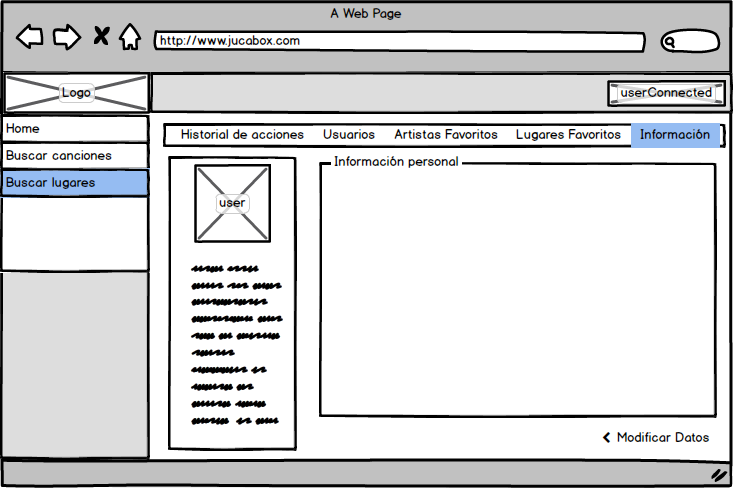 A Web Page
http://www.jucabox.com
Logo
userConnected
Home
Buscar canciones
Buscar lugares
Historial de acciones Usuarios Artistas Favoritos Lugares Favoritos Información
user
Información personal
Modificar Datos